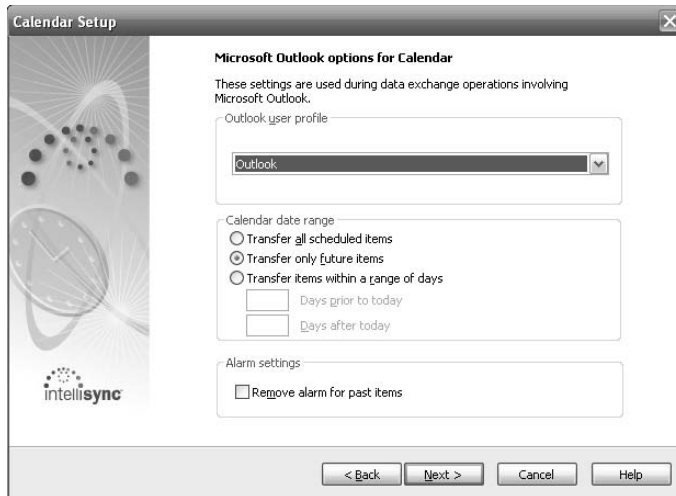 Calendar Setup
Microsoft Outlook options for Calendar
These settings are used during data exchange operations involving
Microsoft Outlook.
Outlook user profile
Outlook
Calendar date range
Transfer all scheduled items
Transfer only future items
Transfer items within a range of days
Days prior to today
Days after today
Alarm settings
Remove alarm for past items
intellisync
< Back Next > Cancel Help